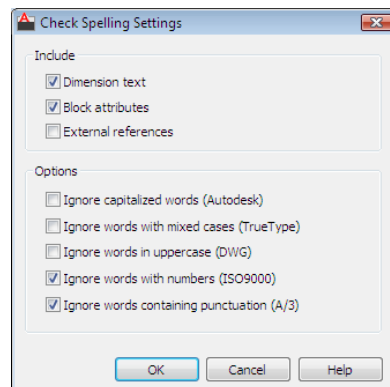 Check Spelling Settings
Include
Dimension text
Block attributes
External references
Options
Ignore capitalized words (Autodesk)
Ignore words with mixed cases (TrueType)
Ignore words in uppercase (DWG)
Ignore words with numbers (ISO9000)
Ignore words containing punctuation (A/3)
OK Cancel Help